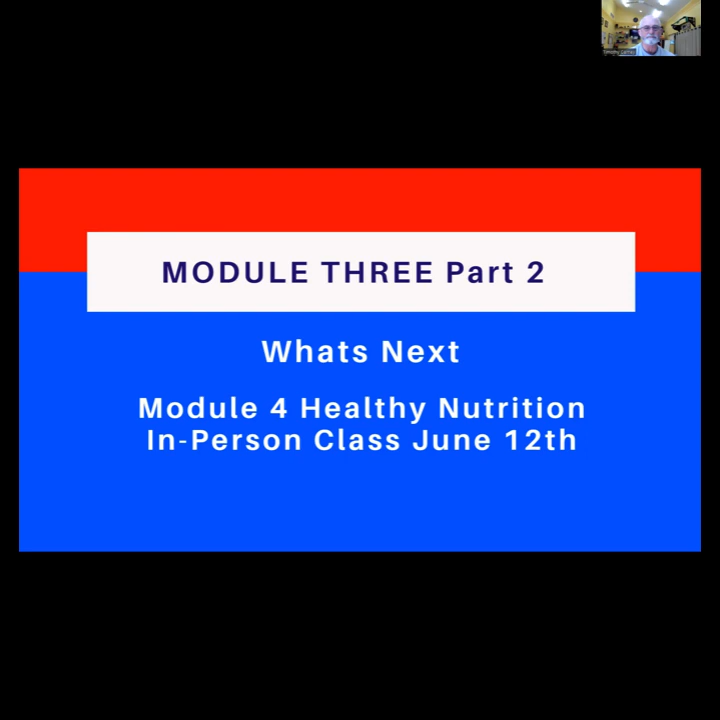 MODULE THREE Part 2
Whats Next
Module 4 Healthy Nutrition
In-Person Class June 12th